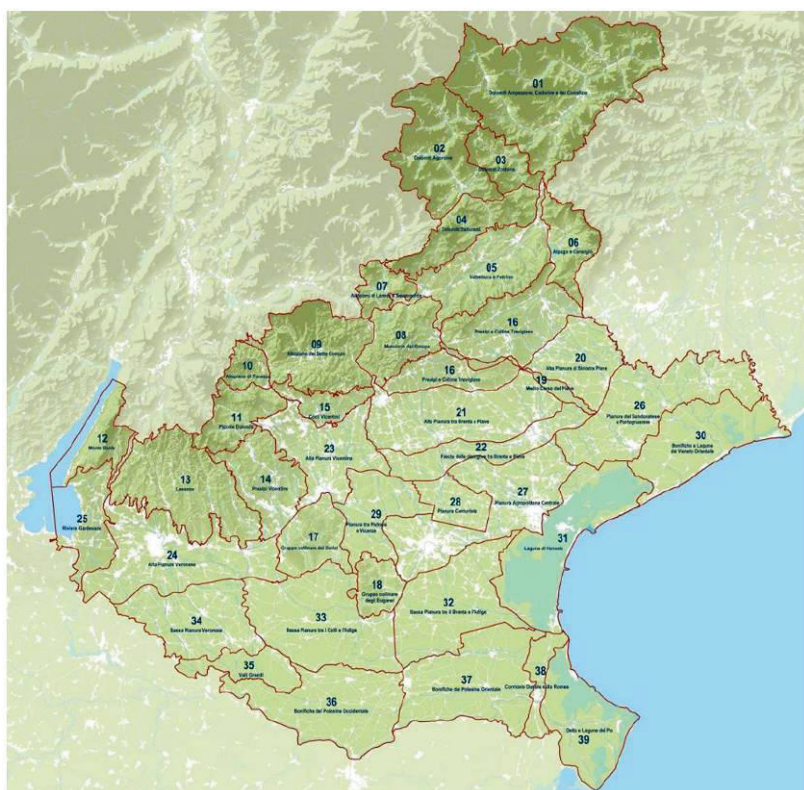 01
Dolomiti Ampezzane, Cadorine e del Comelico
02
Dolomiti Agordine
03
Dolomiti Zoldane
04
Dolomiti Bellunesi
05
Valbelluna e Feltrino
06
Alpago e Cansiglio
07
Altopiani di Lamon e Sovramonte
08
Massiccio del Grappa
09
Altopiano dei Sette Comuni
10
Altopiano di Tonezza
11
Piccole Dolomiti
12
Monte Baldo
13
Lessinia
14
Prealpi Vicentine
15
Costi Vicentini
16
Prealpi e Colline Trevigiane
16
Prealpi e Colline Trevigiane
17
Gruppo collinare dei Berici
18
Gruppo collinare
degli Euganei
19
Medio Corso del Piave
20
Alta Pianura di Sinistra Piave
21
Alta Pianura tra Brenta e Piave
22
Fascia delle risorgive tra Brenta e Piave
23
Alta Pianura Vicentina
24
Alta Pianura Veronese
25
Riviera Gardesana
26
Pianure del Sandonatese
e Portogruarese
27
Pianura Agropolitana Centrale
28
Pianura Centuriata
29
Pianura tra Padova
e Vicenza
30
Bonifiche e Lagune
del Veneto Orientale
31
Laguna di Venezia
32
Bassa Pianura tra il Brenta e l'Adige
33
Bassa Pianura tra i Colli e l'Adige
34
Bassa Pianura Veronese
35
Valli Grandi
36
Bonifiche del Polesine Occidentale
37
Bonifiche del Polesine Orientale
38
Corridoio Dunale sulla Romea
Delta e Lagune del Po
39